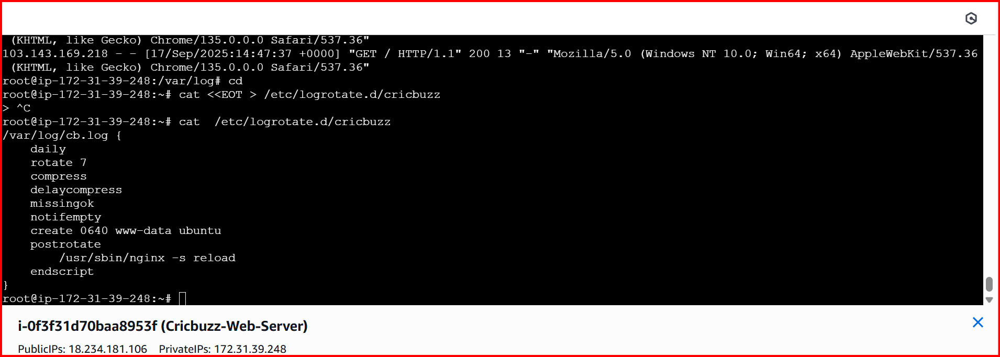 (KHTML, like Gecko) Chrome/135.0.0.0 Safari/537.36"
103.143.169.218 - - [17/Sep/2025:14:47:37 +0000] "GET / HTTP/1.1" 200 13 "-" "Mozilla/5.0 (Windows NT 10.0; Win64; x64) AppleWebKit/537.36
(KHTML, like Gecko) Chrome/135.0.0.0 Safari/537.36"
root@ip-172-31-39-248:/var/log# cd
root@ip-172-31-39-248:~# cat <<EOT > /etc/logrotate.d/cricbuzz
> ^C
root@ip-172-31-39-248:~# cat  /etc/logrotate.d/cricbuzz
/var/log/cb.log {
    daily
    rotate 7
    compress
    delaycompress
    missingok
    notifempty
    create 0640 www-data ubuntu
    postrotate
        /usr/sbin/nginx -s reload
    endscript
}
root@ip-172-31-39-248:~#
i-0f3f31d70baa8953f (Cricbuzz-Web-Server)
PublicIPs: 18.234.181.106 PrivateIPs: 172.31.39.248